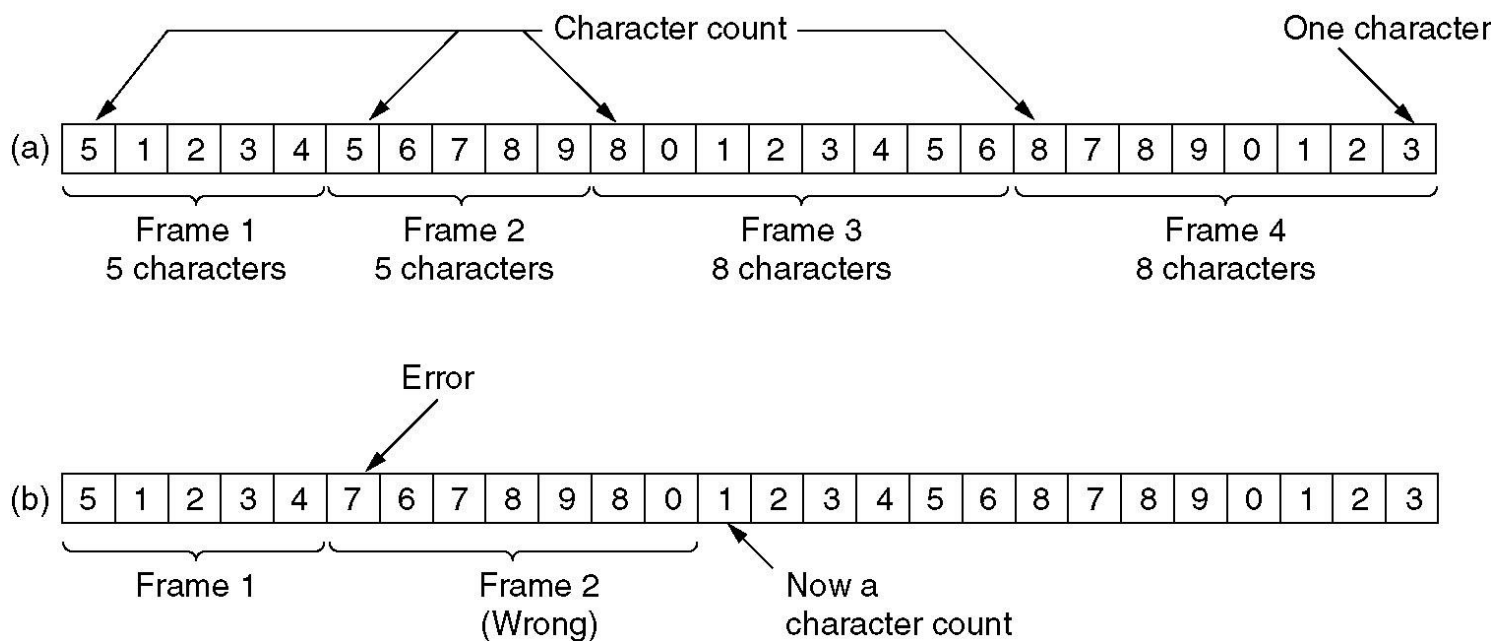 Character count One character
(a) 5 1 2 3 4 5 6 7 8 9 8 0 1 2 3 4 5 6 8 7 8 9 0 1 2 3
Frame 1 Frame 2 Frame 3 Frame 4
5 characters 5 characters 8 characters 8 characters
Error
(b) 5 1 2 3 4 7 6 7 8 9 8 0 1 2 3 4 5 6 8 7 8 9 0 1 2 3
Frame 1 Frame 2 Now a
(Wrong) character count